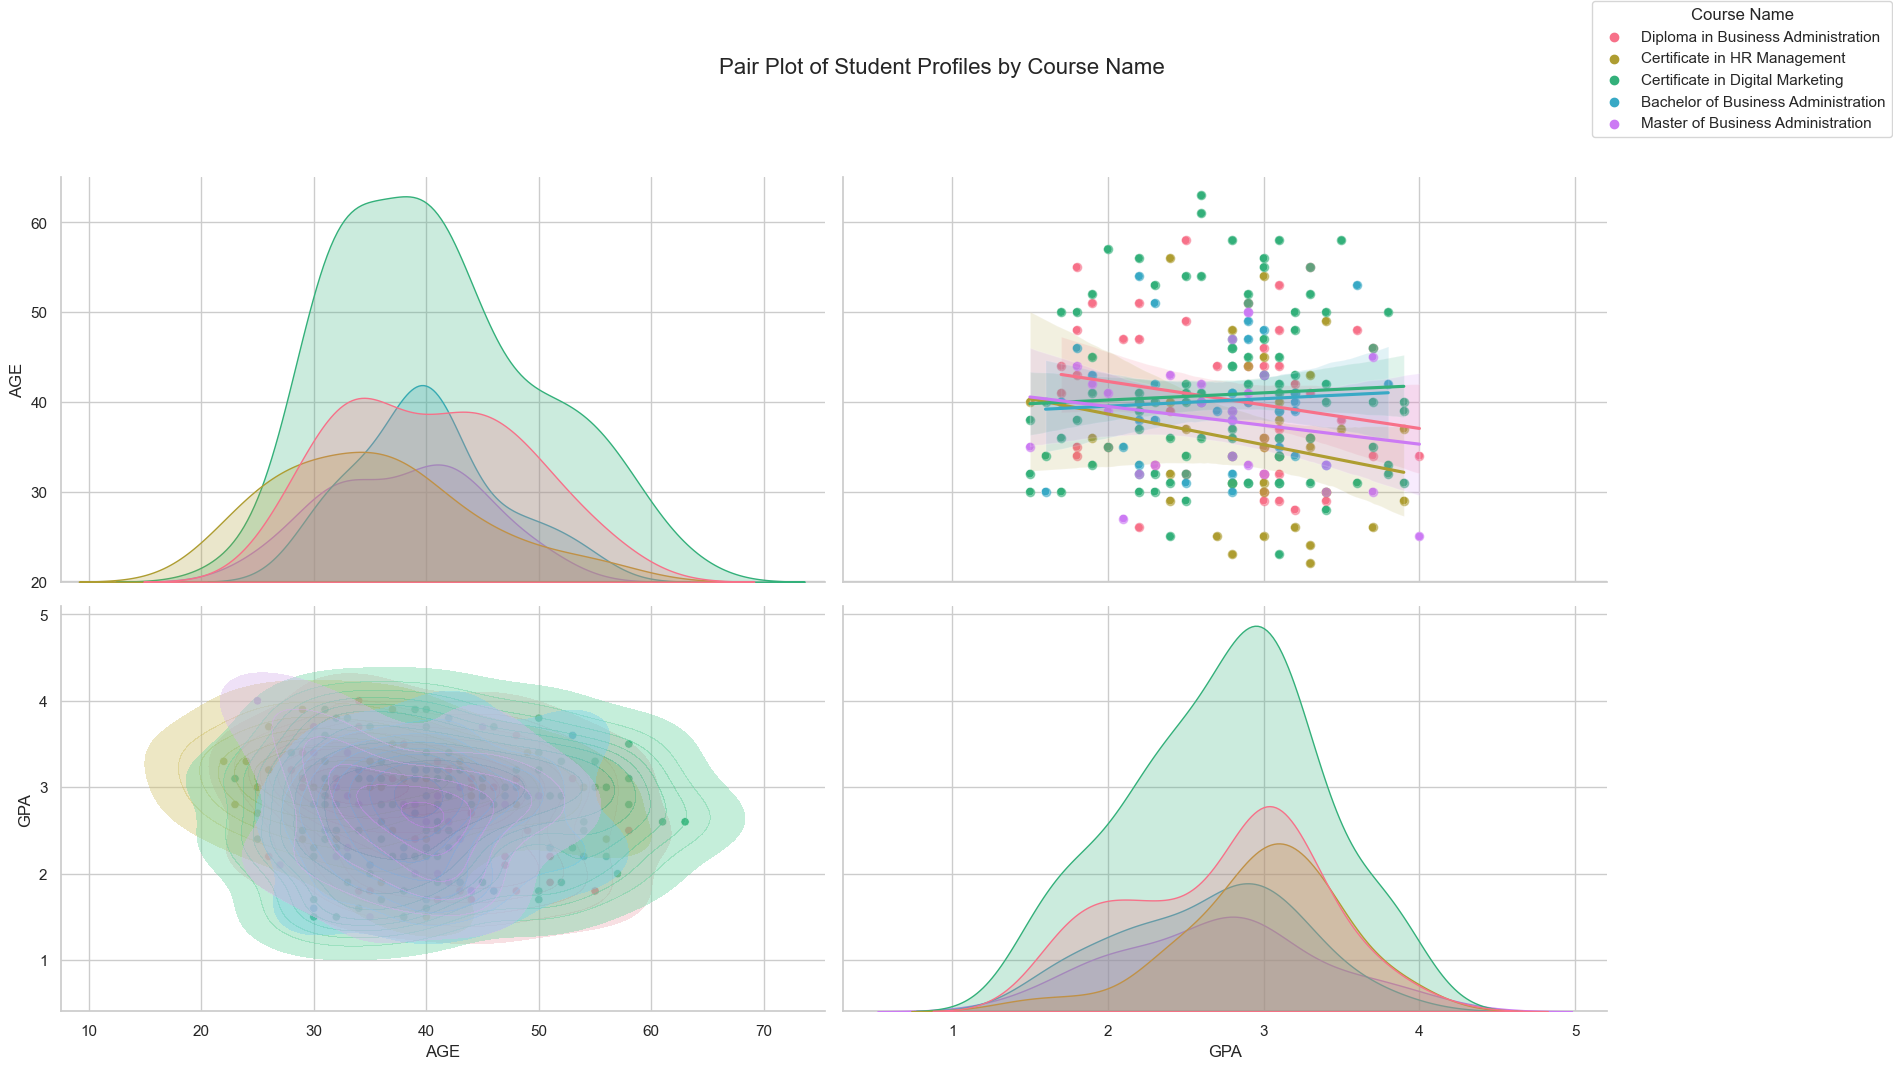 Course Name
Diploma in Business Administration
Certificate in HR Management
Certificate in Digital Marketing
Bachelor of Business Administration
Master of Business Administration
Pair Plot of Student Profiles by Course Name
60
50
40
30
20
AGE
5
4
3
2
1
GPA
10 20 30 40 50 60 70
AGE
1 2 3 4 5
GPA